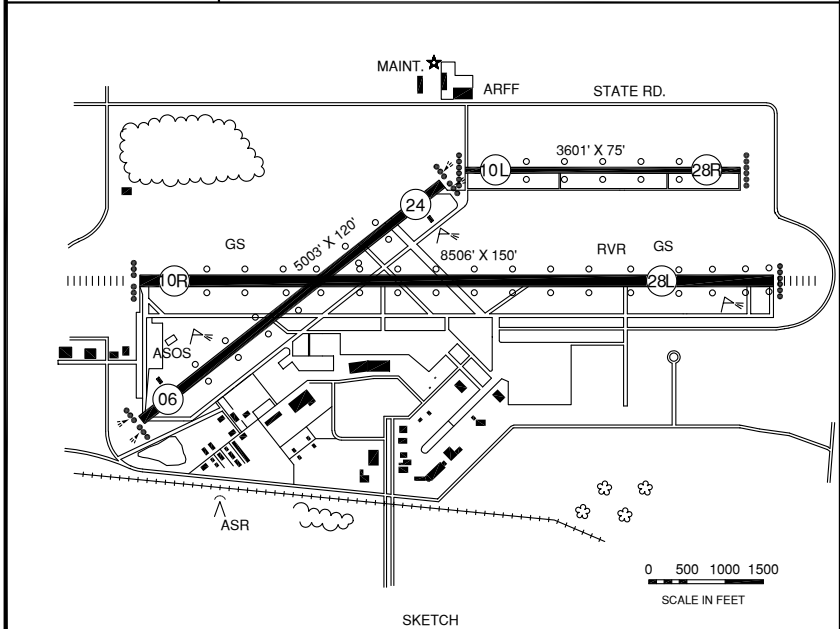 MAINT.
ARFF
STATE RD.
3601' X 75'
10L
28R
24
5003' X 120'
GS
8506' X 150'
RVR
GS
10R
28L
ASOS
06
ASR
0 500 1000 1500
SCALE IN FEET
SKETCH